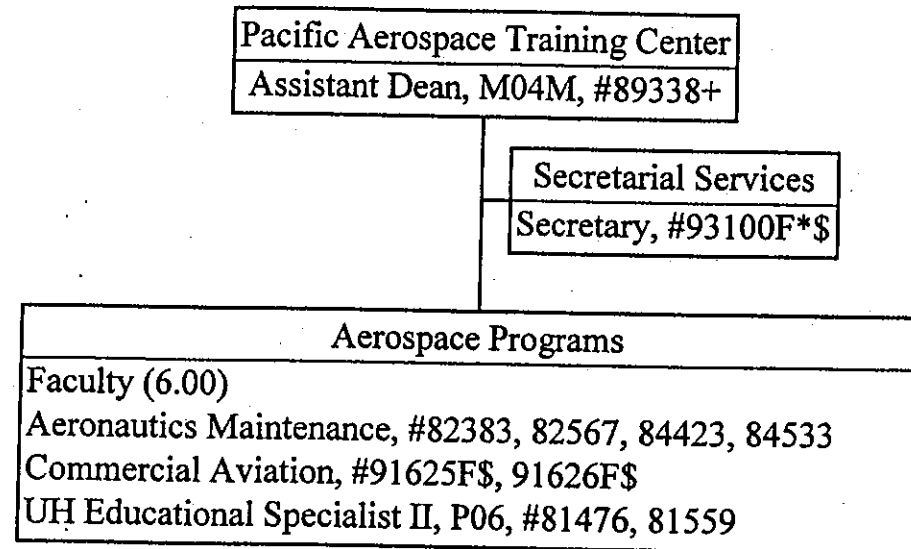 Pacific Aerospace Training Center
Assistant Dean, M04M, #89338+
Secretarial Services
Secretary, #93100F*$
Aerospace Programs
Faculty (6.00)
Aeronautics Maintenance, #82383, 82567, 84423, 84533
Commercial Aviation, #91625F$, 91626F$
UH Educational Specialist II, P06, #81476, 81559